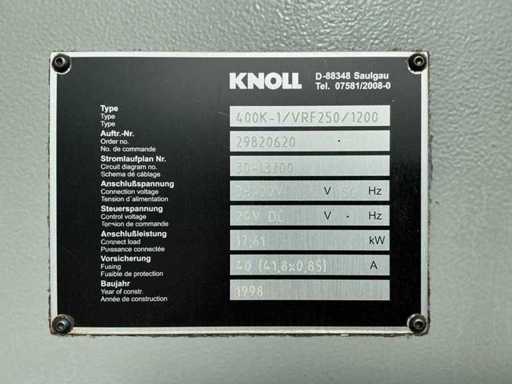 KNOLL
D-88348 Saulgau
Tel. 07581/2008-0
Type
Type 400K-1/VRF250/1200
Type
Auftr.-Nr.
Order no. 29820620
No. de commande
Stromlaufplan Nr.
Circuit diagram no.
Schema de câblage
Anschlußspannung
Connection voltage V Hz
Tension d'alimentation
Steuerspannung
Control voltage 24V DC V - Hz
Tension de commande
Anschlußleistung
Connect load kW
Puissance connectée
Vorsicherung
Fusing 40 (41,8x0,85) A
Fusible de protection
Baujahr
Year of constr. 1998
Année de construction